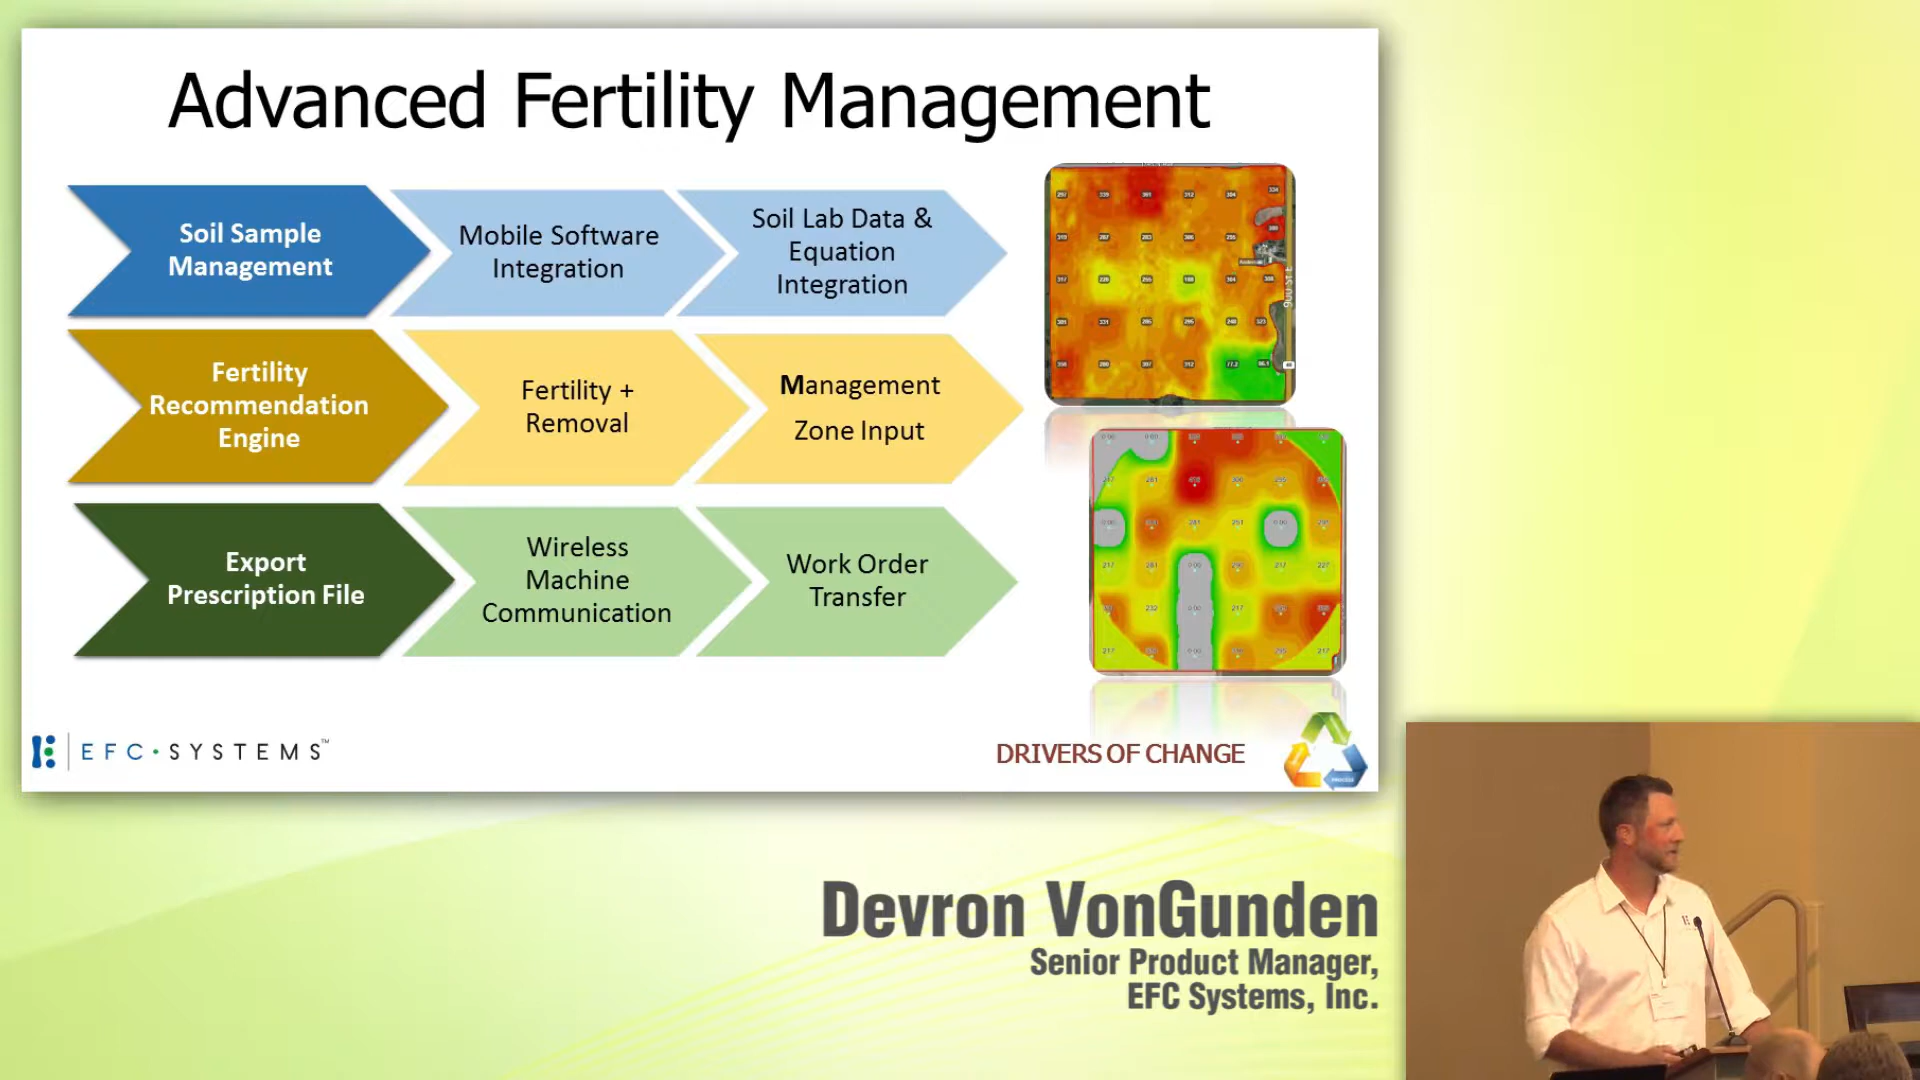 Advanced Fertility Management
Soil Sample
Management
Mobile Software
Integration
Soil Lab Data &
Equation
Integration
Fertility
Recommendation
Engine
Fertility +
Removal
Management
Zone Input
Export
Prescription File
Wireless
Machine
Communication
Work Order
Transfer
EFC·SYSTEMS™
DRIVERS OF CHANGE
PROCESS
Devron VonGunden
Senior Product Manager,
EFC Systems, Inc.